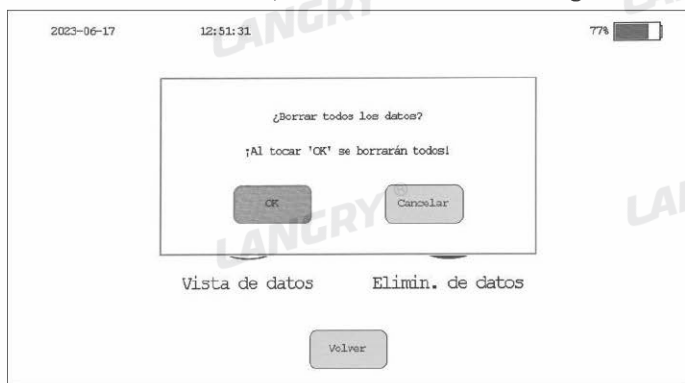 2023-06-17 12:51:31 77%
¿Borrar todos los datos?
¡Al tocar 'OK' se borrarán todos!
OK Cancelar
Vista de datos Elimin. de datos
Volver
LANGRY
LANGRY®